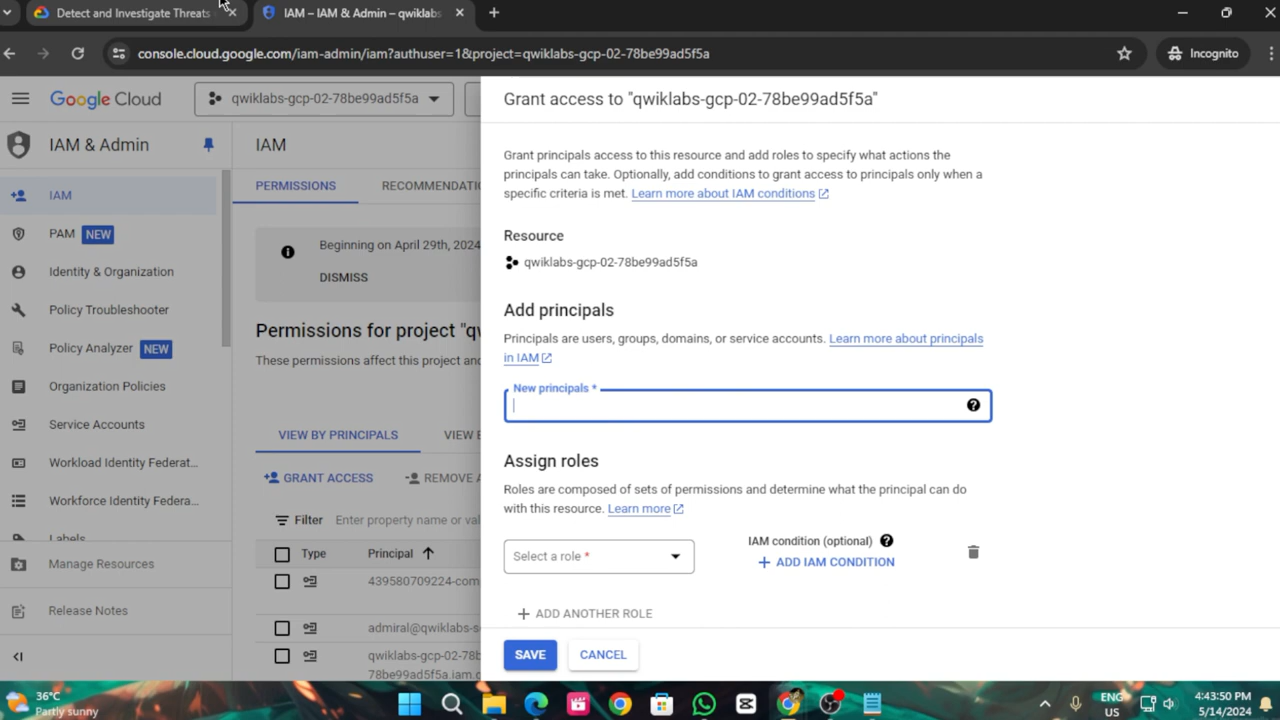 Detect and Investigate Threats
IAM – IAM & Admin – qwiklabs
console.cloud.google.com/iam-admin/iam?authuser=1&project=qwiklabs-gcp-02-78be99ad5f5a
Incognito
Google Cloud
qwiklabs-gcp-02-78be99ad5f5a
Grant access to "qwiklabs-gcp-02-78be99ad5f5a"
IAM & Admin
IAM
PAM NEW
Identity & Organization
Policy Troubleshooter
Policy Analyzer NEW
Organization Policies
Service Accounts
Workload Identity Federat...
Workforce Identity Federa...
Labels
Manage Resources
Release Notes
IAM
PERMISSIONS
RECOMMENDATIO
Beginning on April 29th, 2024
DISMISS
Permissions for project "qw
These permissions affect this project and
VIEW BY PRINCIPALS
VIEW B
GRANT ACCESS
REMOVE A
Filter Enter property name or val
Type Principal
439580709224-com
admiral@qwiklabs-s
qwiklabs-gcp-02-78b
78be99ad5f5a.iam.g
Grant principals access to this resource and add roles to specify what actions the
principals can take. Optionally, add conditions to grant access to principals only when a
specific criteria is met. Learn more about IAM conditions
Resource
qwiklabs-gcp-02-78be99ad5f5a
Add principals
Principals are users, groups, domains, or service accounts. Learn more about principals
in IAM
New principals *
Assign roles
Roles are composed of sets of permissions and determine what the principal can do
with this resource. Learn more
Select a role *
IAM condition (optional)
ADD IAM CONDITION
ADD ANOTHER ROLE
SAVE
CANCEL
36°C
Partly sunny
ENG
US
4:43:50 PM
5/14/2024